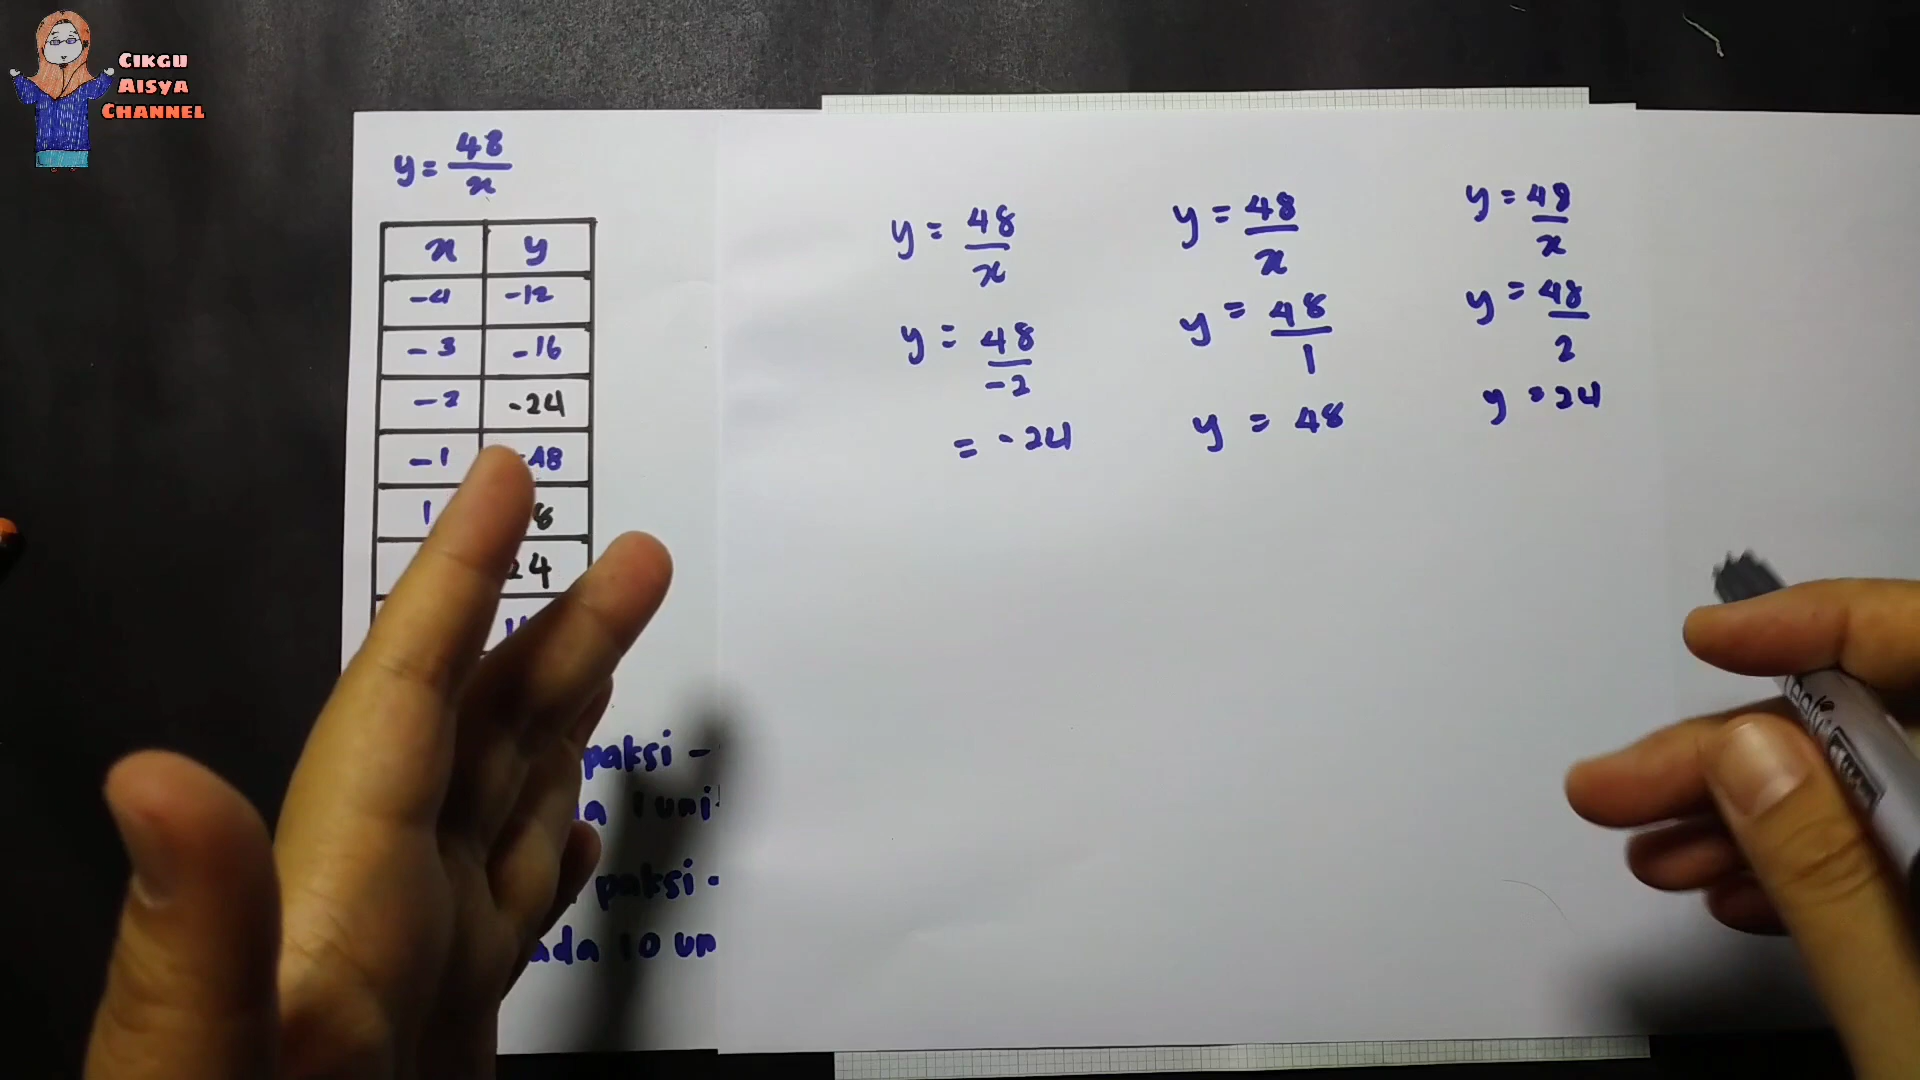 CIKGU
AISYA
CHANNEL
y = 48/x
x y
-4 -12
-3 -16
-2 -24
-1 -48
1
24
paksi -
1 unit
paksi -
ada 10 un
y = 48/x
y = 48/-2
= -24
y = 48/x
y = 48/1
y = 48
y = 48/x
y = 48/2
y = 24